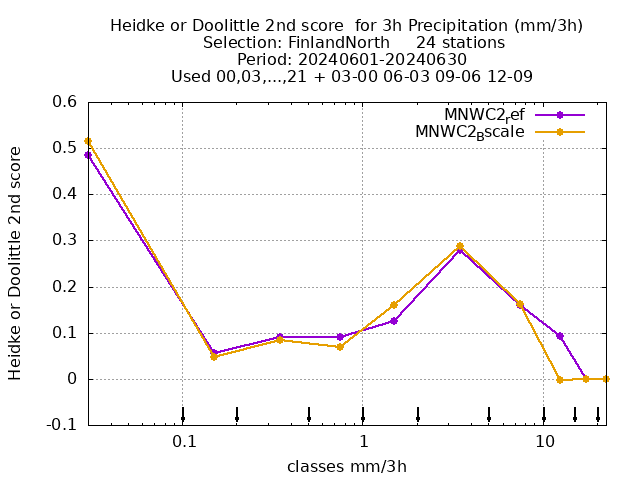 Heidke or Doolittle 2nd score  for 3h Precipitation (mm/3h)
Selection: FinlandNorth     24 stations
Period: 20240601-20240630
Used 00,03,...,21 + 03-00 06-03 09-06 12-09
MNWC2_ref
MNWC2_Bscale
0.6
0.5
0.4
0.3
0.2
0.1
0
-0.1
Heidke or Doolittle 2nd score
0.1
1
10
classes mm/3h